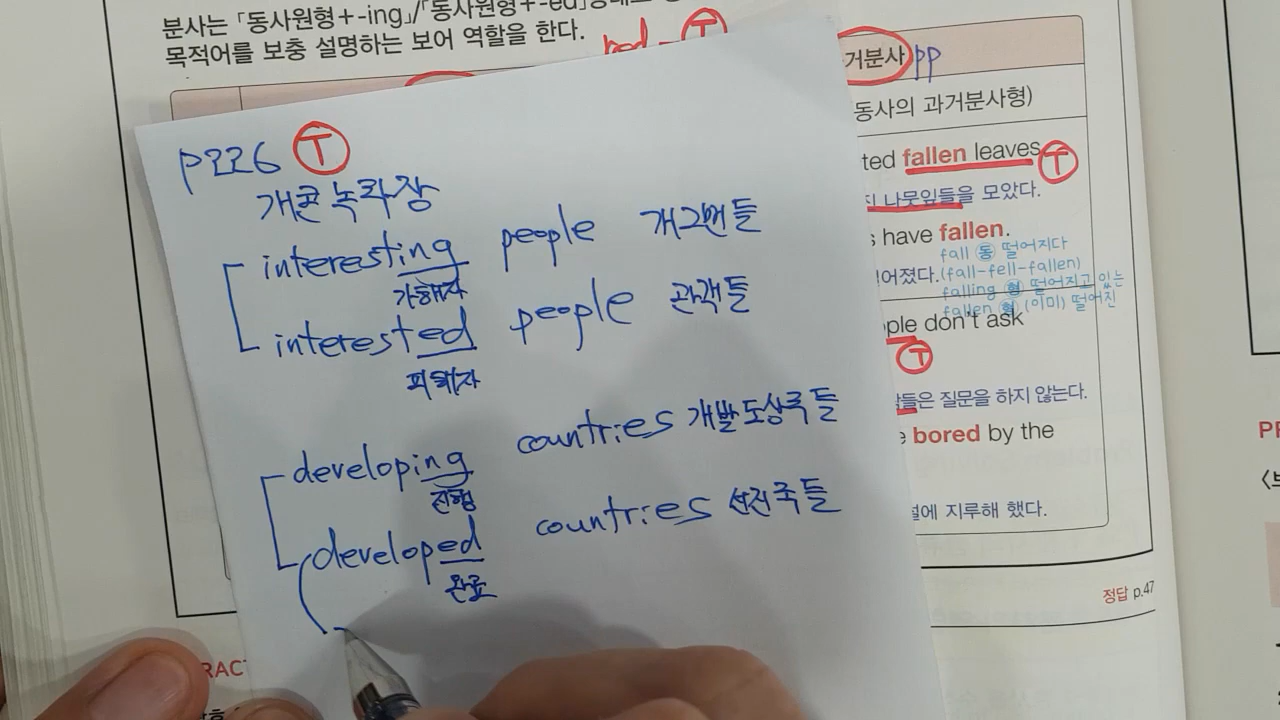 분사는 「동사원형+-ing」/「동사원형+-ed」
목적어를 보충 설명하는 보어 역할을 한다.
T
거분사 pp
동사의 과거분사형)
ted fallen leaves T
나뭇잎들을 모았다.
have fallen.
fall 동 떨어지다
어졌다.(fall-fell-fallen)
falling 형 떨어지고 있는
fallen 형 (이미) 떨어진
ple don't ask
T
들은 질문을 하지 않는다.
bored by the
에 지루해 했다.
정답 p.47
p226 T
개콘 녹화장
interesting people 개그맨들
가해자
interested people 관객들
피해자
developing countries 개발도상국들
진행
developed countries 선진국들
완료
RACT